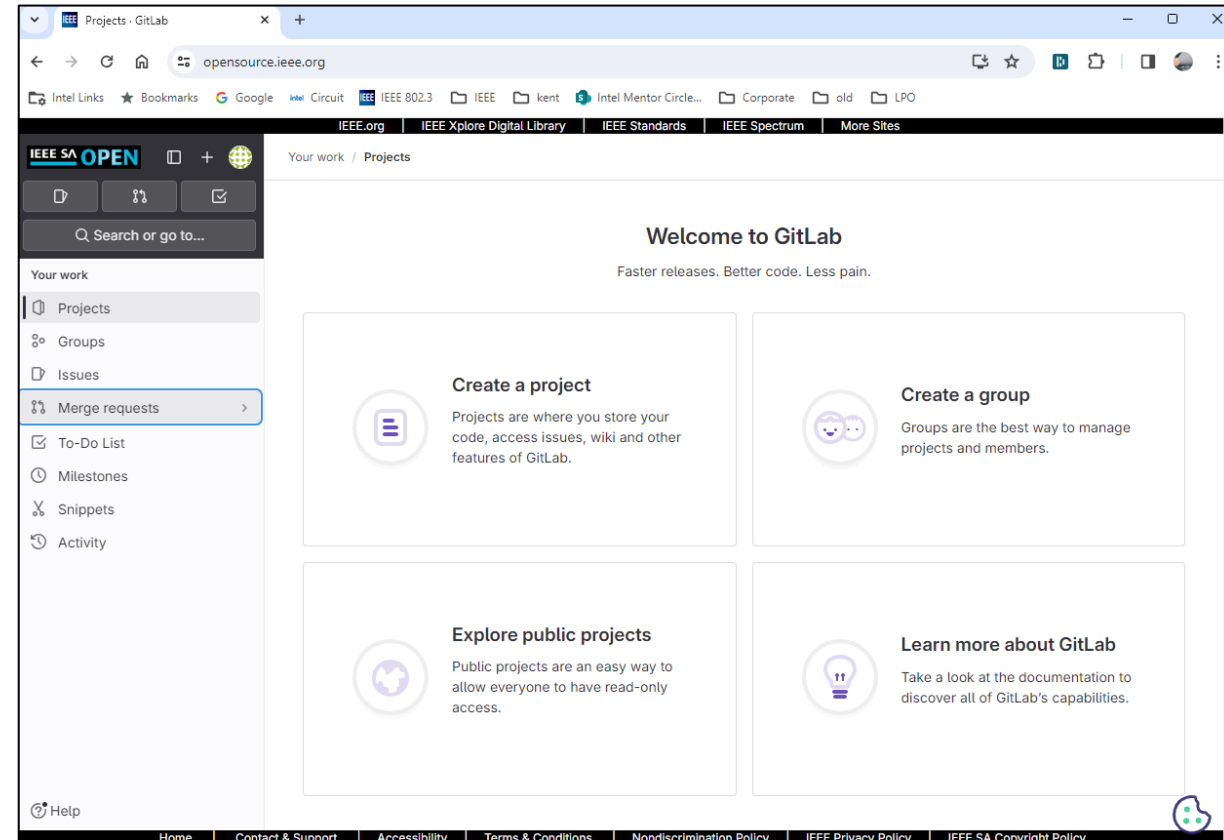 IEEE Projects · GitLab
opensource.ieee.org
Intel Links Bookmarks Google intel Circuit IEEE IEEE 802.3 IEEE kent Intel Mentor Circle... Corporate old LPO
IEEE.org | IEEE Xplore Digital Library | IEEE Standards | IEEE Spectrum | More Sites
IEEE SA OPEN
Your work / Projects
Search or go to...
Welcome to GitLab
Faster releases. Better code. Less pain.
Your work
Projects
Groups
Issues
Merge requests
To-Do List
Milestones
Snippets
Activity
Create a project
Projects are where you store your
code, access issues, wiki and other
features of GitLab.
Create a group
Groups are the best way to manage
projects and members.
Explore public projects
Public projects are an easy way to
allow everyone to have read-only
access.
Learn more about GitLab
Take a look at the documentation to
discover all of GitLab's capabilities.
Help
Home | Contact & Support | Accessibility | Terms & Conditions | Nondiscrimination Policy | IEEE Privacy Policy | IEEE SA Copyright Policy